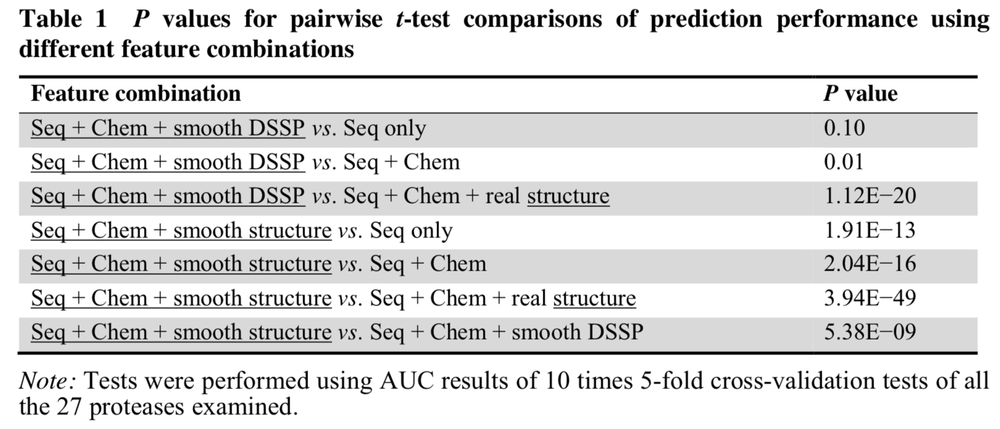 Table 1 P values for pairwise t-test comparisons of prediction performance using
different feature combinations
Feature combination P value
Seq + Chem + smooth DSSP vs. Seq only 0.10
Seq + Chem + smooth DSSP vs. Seq + Chem 0.01
Seq + Chem + smooth DSSP vs. Seq + Chem + real structure 1.12E−20
Seq + Chem + smooth structure vs. Seq only 1.91E−13
Seq + Chem + smooth structure vs. Seq + Chem 2.04E−16
Seq + Chem + smooth structure vs. Seq + Chem + real structure 3.94E−49
Seq + Chem + smooth structure vs. Seq + Chem + smooth DSSP 5.38E−09
Note: Tests were performed using AUC results of 10 times 5-fold cross-validation tests of all
the 27 proteases examined.